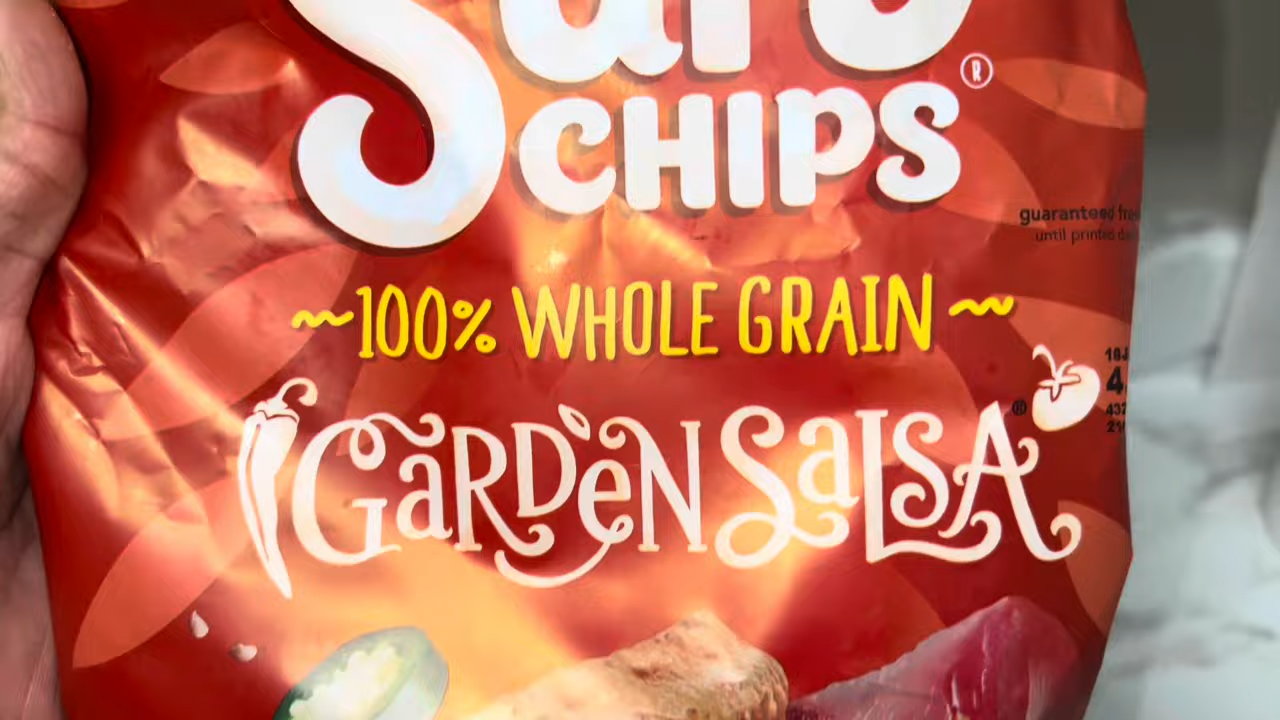 CHIPS®
guaranteed fre
until printed da
~100% WHOLE GRAIN~
GARDEN SALSA®